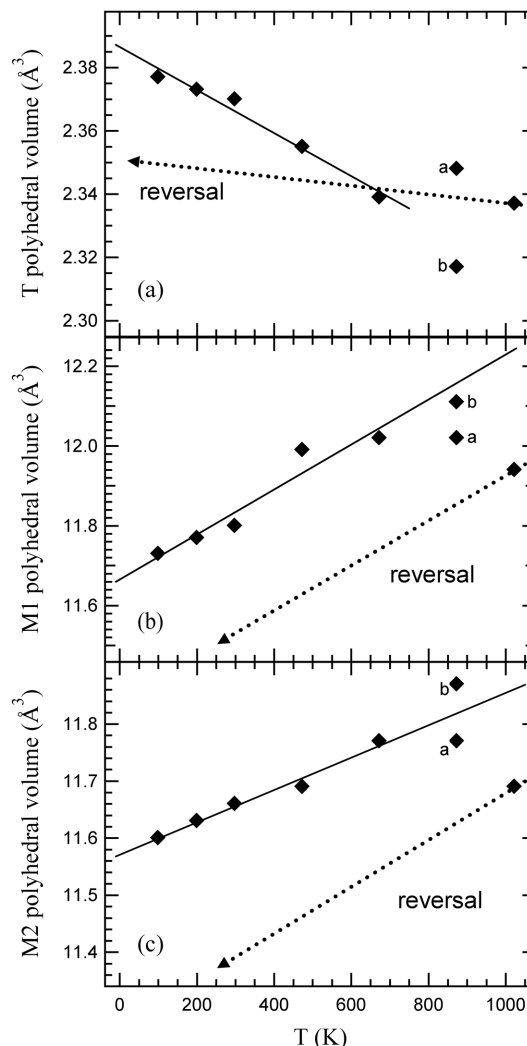 T polyhedral volume (Å³)
2.38
2.36
2.34
2.32
2.30
a
b
reversal
(a)
M1 polyhedral volume (Å³)
12.2
12.0
11.8
11.6
b
a
reversal
(b)
M2 polyhedral volume (Å³)
11.8
11.7
11.6
11.5
11.4
b
a
reversal
(c)
0 200 400 600 800 1000
T (K)